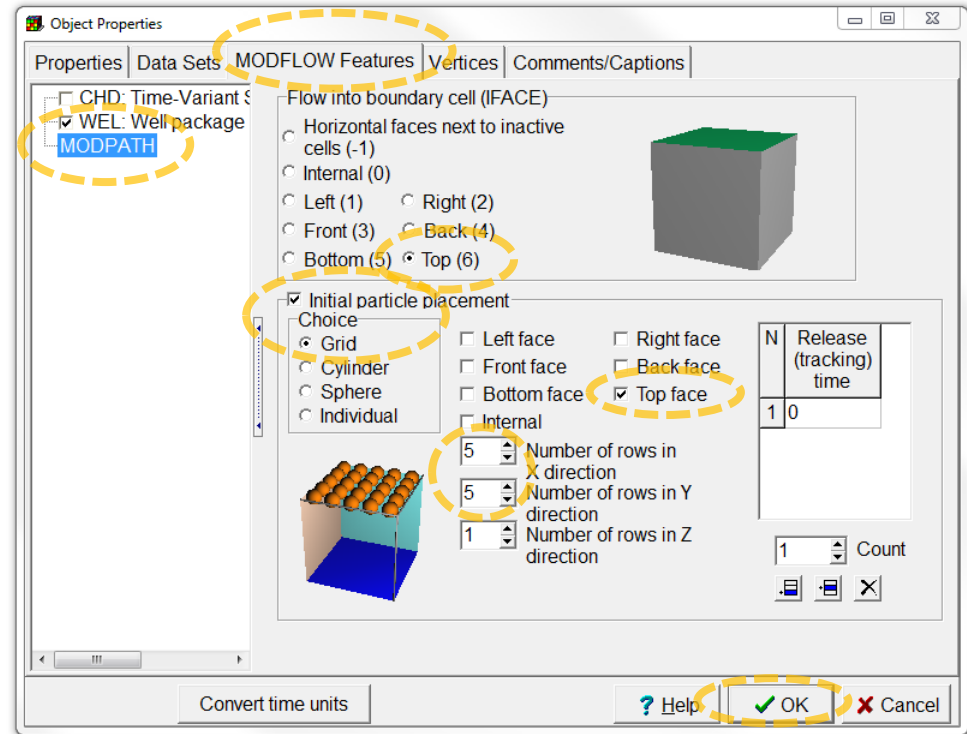 Object Properties
Properties
Data Sets
MODFLOW Features
Vertices
Comments/Captions
CHD: Time-Variant S
WEL: Well package
MODPATH
Flow into boundary cell (IFACE)
Horizontal faces next to inactive
cells (-1)
Internal (0)
Left (1)
Right (2)
Front (3)
Back (4)
Bottom (5)
Top (6)
Initial particle placement
Choice
Grid
Cylinder
Sphere
Individual
Left face
Right face
Front face
Back face
Bottom face
Top face
Internal
5
Number of rows in
X direction
5
Number of rows in Y
direction
1
Number of rows in Z
direction
N
Release
(tracking)
time
1
0
1
Count
Convert time units
? Help
OK
Cancel